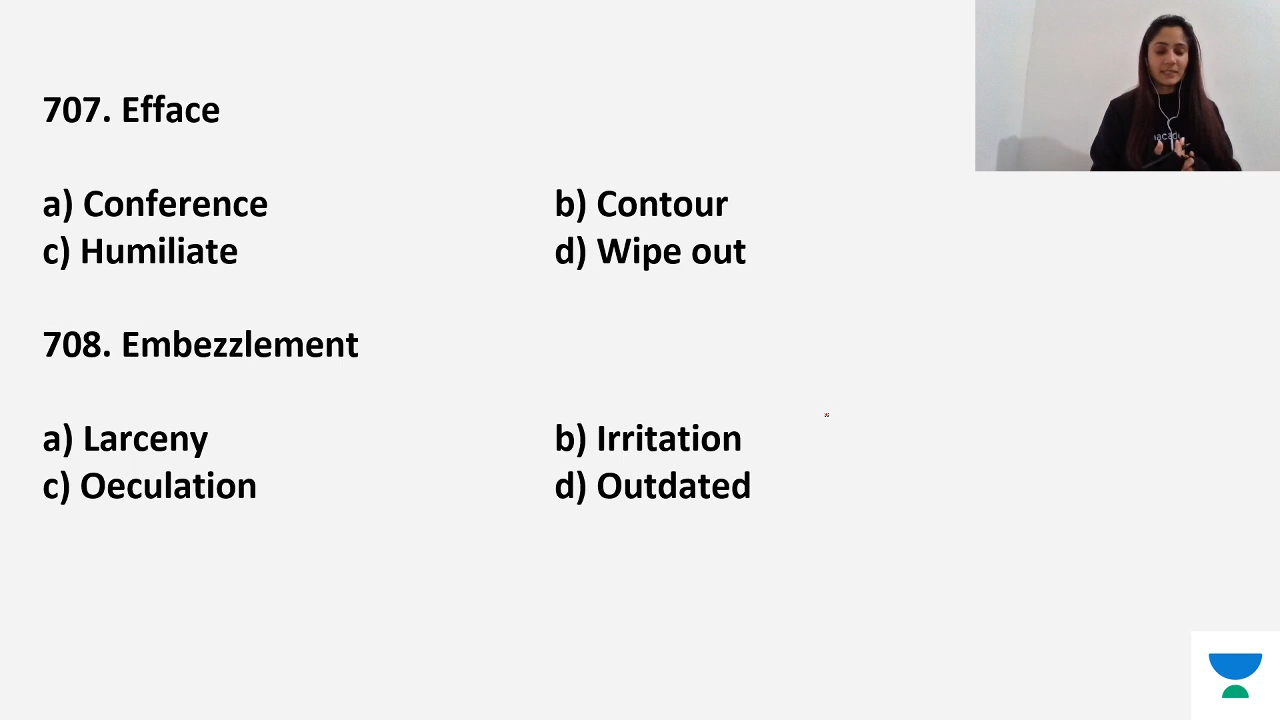 707. Efface
a) Conference b) Contour
c) Humiliate d) Wipe out
708. Embezzlement
a) Larceny b) Irritation
c) Oeculation d) Outdated